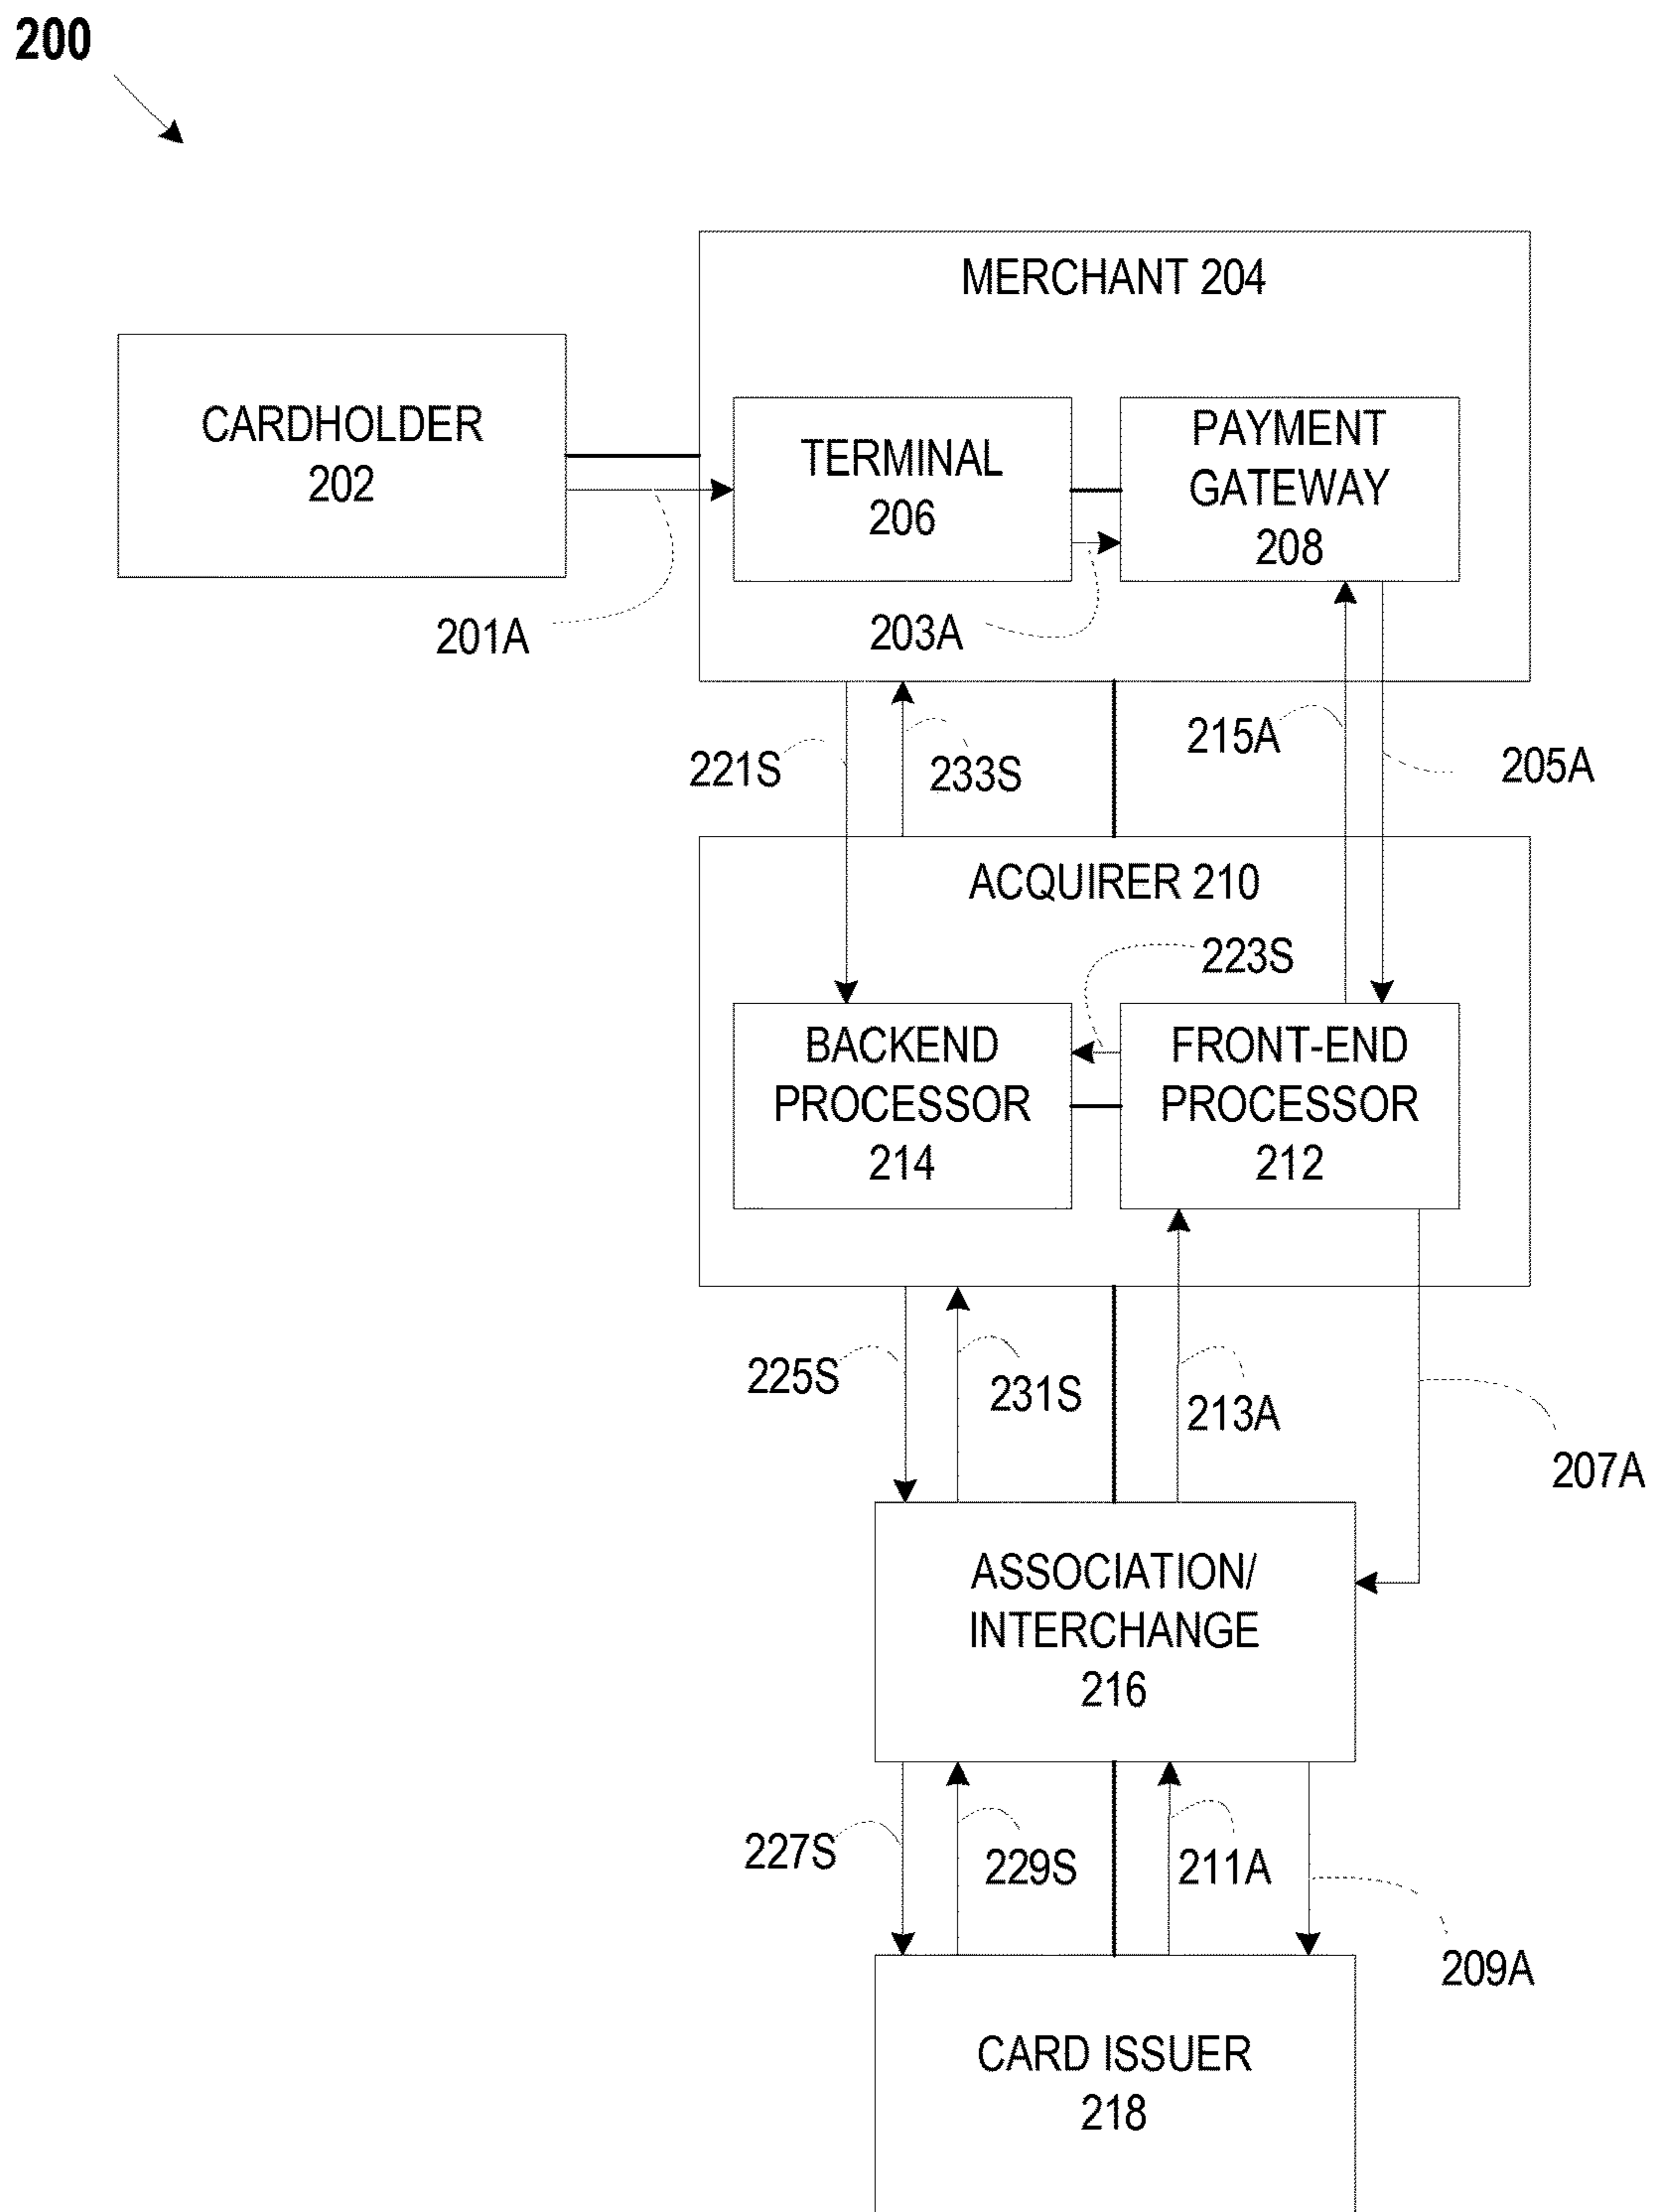 200
MERCHANT 204
CARDHOLDER
202
TERMINAL
206
PAYMENT
GATEWAY
208
201A
203A
221S
233S
215A
205A
ACQUIRER 210
223S
BACKEND
PROCESSOR
214
FRONT-END
PROCESSOR
212
225S
231S
213A
207A
ASSOCIATION/
INTERCHANGE
216
227S
229S
211A
209A
CARD ISSUER
218